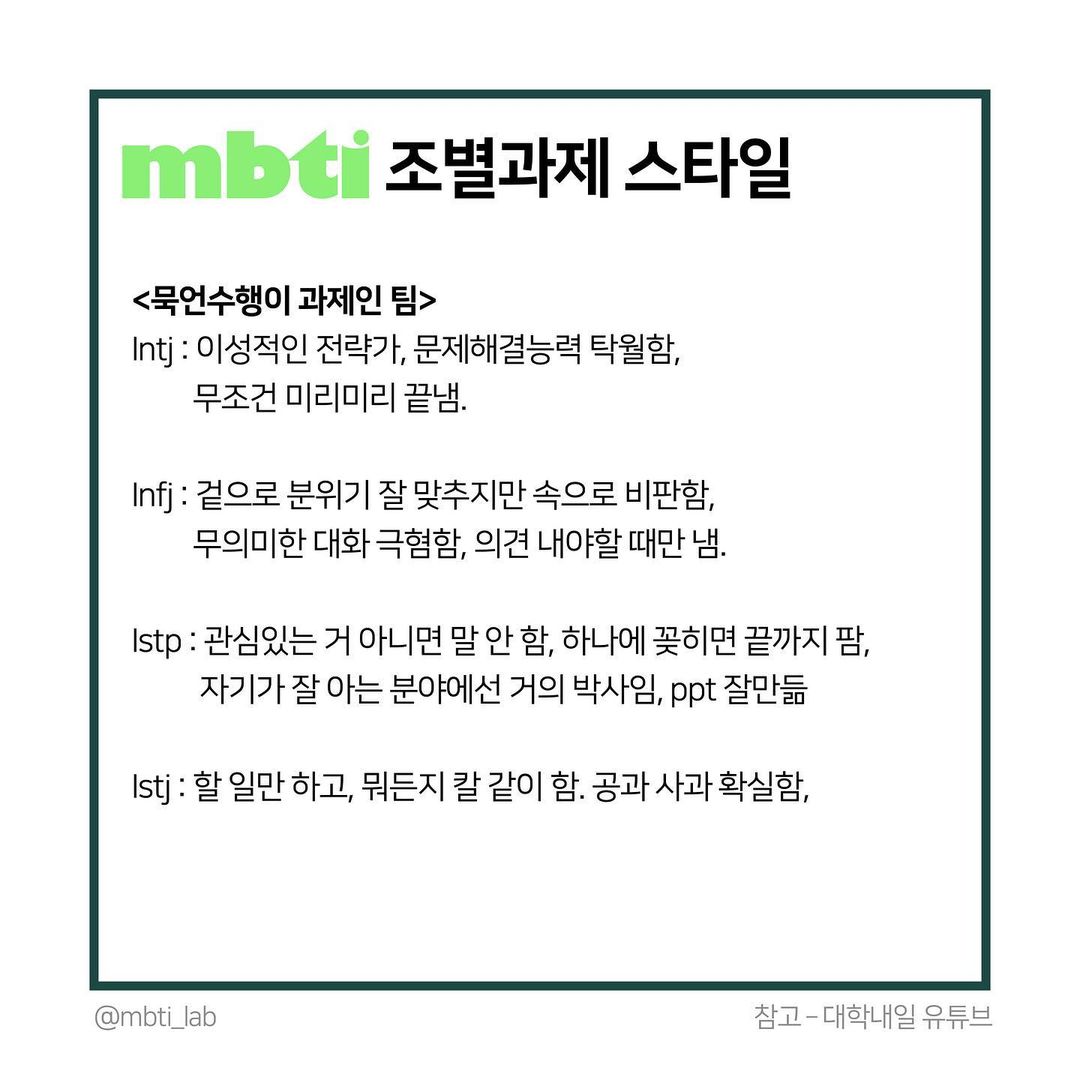 mbti 조별과제 스타일
<묵언수행이 과제인 팀>
Intj : 이성적인 전략가, 문제해결능력 탁월함,
무조건 미리미리 끝냄.
Infj : 겉으로 분위기 잘 맞추지만 속으로 비판함,
무의미한 대화 극혐함, 의견 내야할 때만 냄.
Istp : 관심있는 거 아니면 말 안 함, 하나에 꽂히면 끝까지 팜,
자기가 잘 아는 분야에선 거의 박사임, ppt 잘만듦
Istj : 할 일만 하고, 뭐든지 칼 같이 함. 공과 사과 확실함,
@mbti_lab
참고 – 대학내일 유튜브